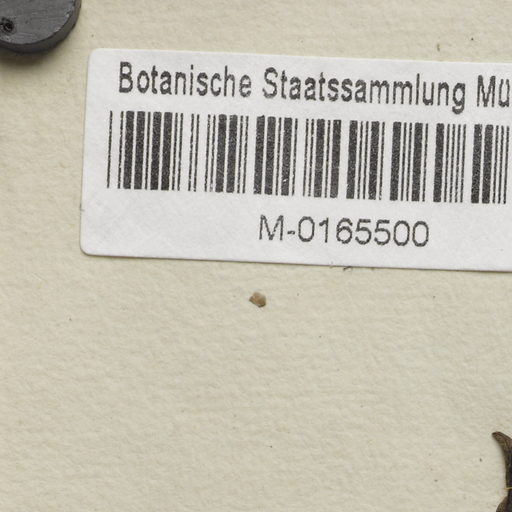 Botanische Staatssammlung Mü
M-0165500